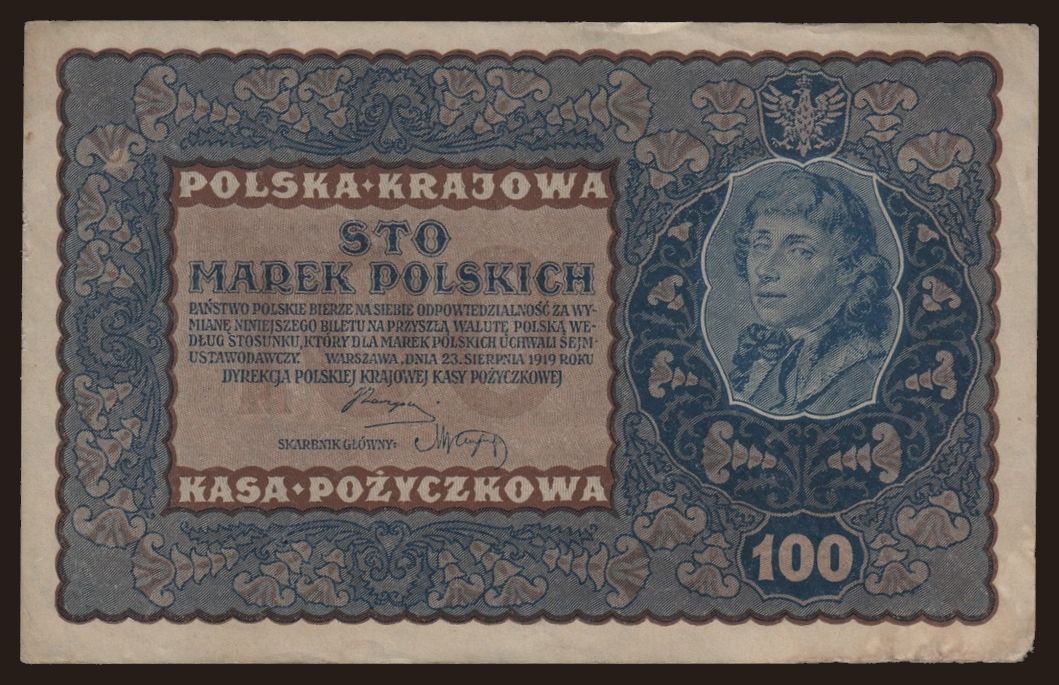 POLSKA·KRAJOWA
STO
MAREK POLSKICH
PAŃSTWO POLSKIE BIERZE NA SIEBIE ODPOWIEDZIALNOŚĆ ZA WY-
MIANĘ NINIEJSZEGO BILETU NA PRZYSZŁĄ WALUTĘ POLSKĄ WE-
DŁUG STOSUNKU, KTÓRY DLA MAREK POLSKICH UCHWALI SEJM
USTAWODAWCZY. WARSZAWA, DNIA 23. SIERPNIA 1919 ROKU
DYREKCJA POLSKIEJ KRAJOWEJ KASY POŻYCZKOWEJ
SKARBNIK GŁÓWNY:
KASA·POŻYCZKOWA
100